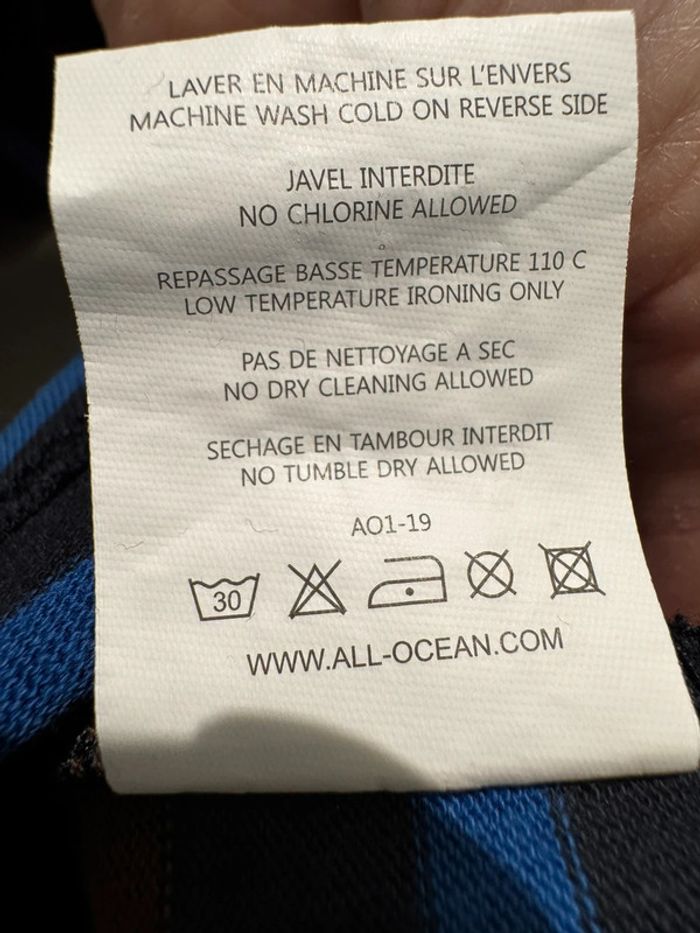 LAVER EN MACHINE SUR L'ENVERS
MACHINE WASH COLD ON REVERSE SIDE
JAVEL INTERDITE
NO CHLORINE ALLOWED
REPASSAGE BASSE TEMPERATURE 110 C
LOW TEMPERATURE IRONING ONLY
PAS DE NETTOYAGE A SEC
NO DRY CLEANING ALLOWED
SECHAGE EN TAMBOUR INTERDIT
NO TUMBLE DRY ALLOWED
AO1-19
30
WWW.ALL-OCEAN.COM